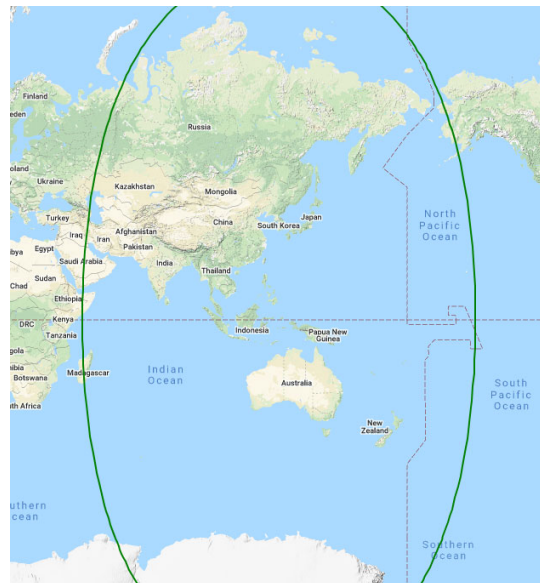 Finland
eden
Russia
oland
Ukraine
Kazakhstan
Mongolia
Turkey
North
Pacific
Ocean
China
Japan
South Korea
Iraq
Iran
Afghanistan
Pakistan
bya
Egypt
Saudi Arabia
India
Thailand
Chad
Sudan
Ethiopia
DRC
Kenya
Indonesia
Papua New
Guinea
Tanzania
gola
Indian
Ocean
Madagascar
ibia
Botswana
Australia
South
Pacific
Ocean
th Africa
New
Zealand
uthern
cean
Southern
Ocean